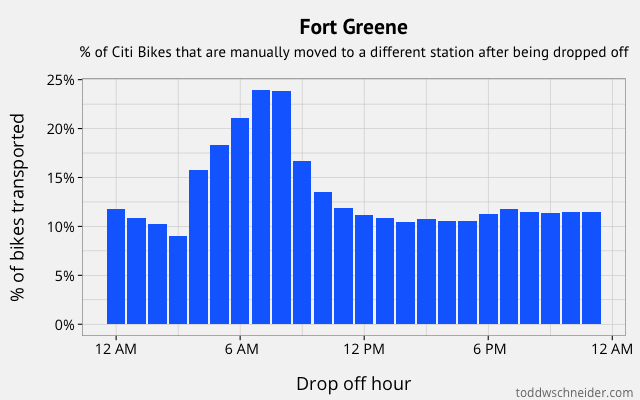 Fort Greene
% of Citi Bikes that are manually moved to a different station after being dropped off
% of bikes transported
25%
20%
15%
10%
5%
0%
12 AM 6 AM 12 PM 6 PM 12 AM
Drop off hour
toddwschneider.com